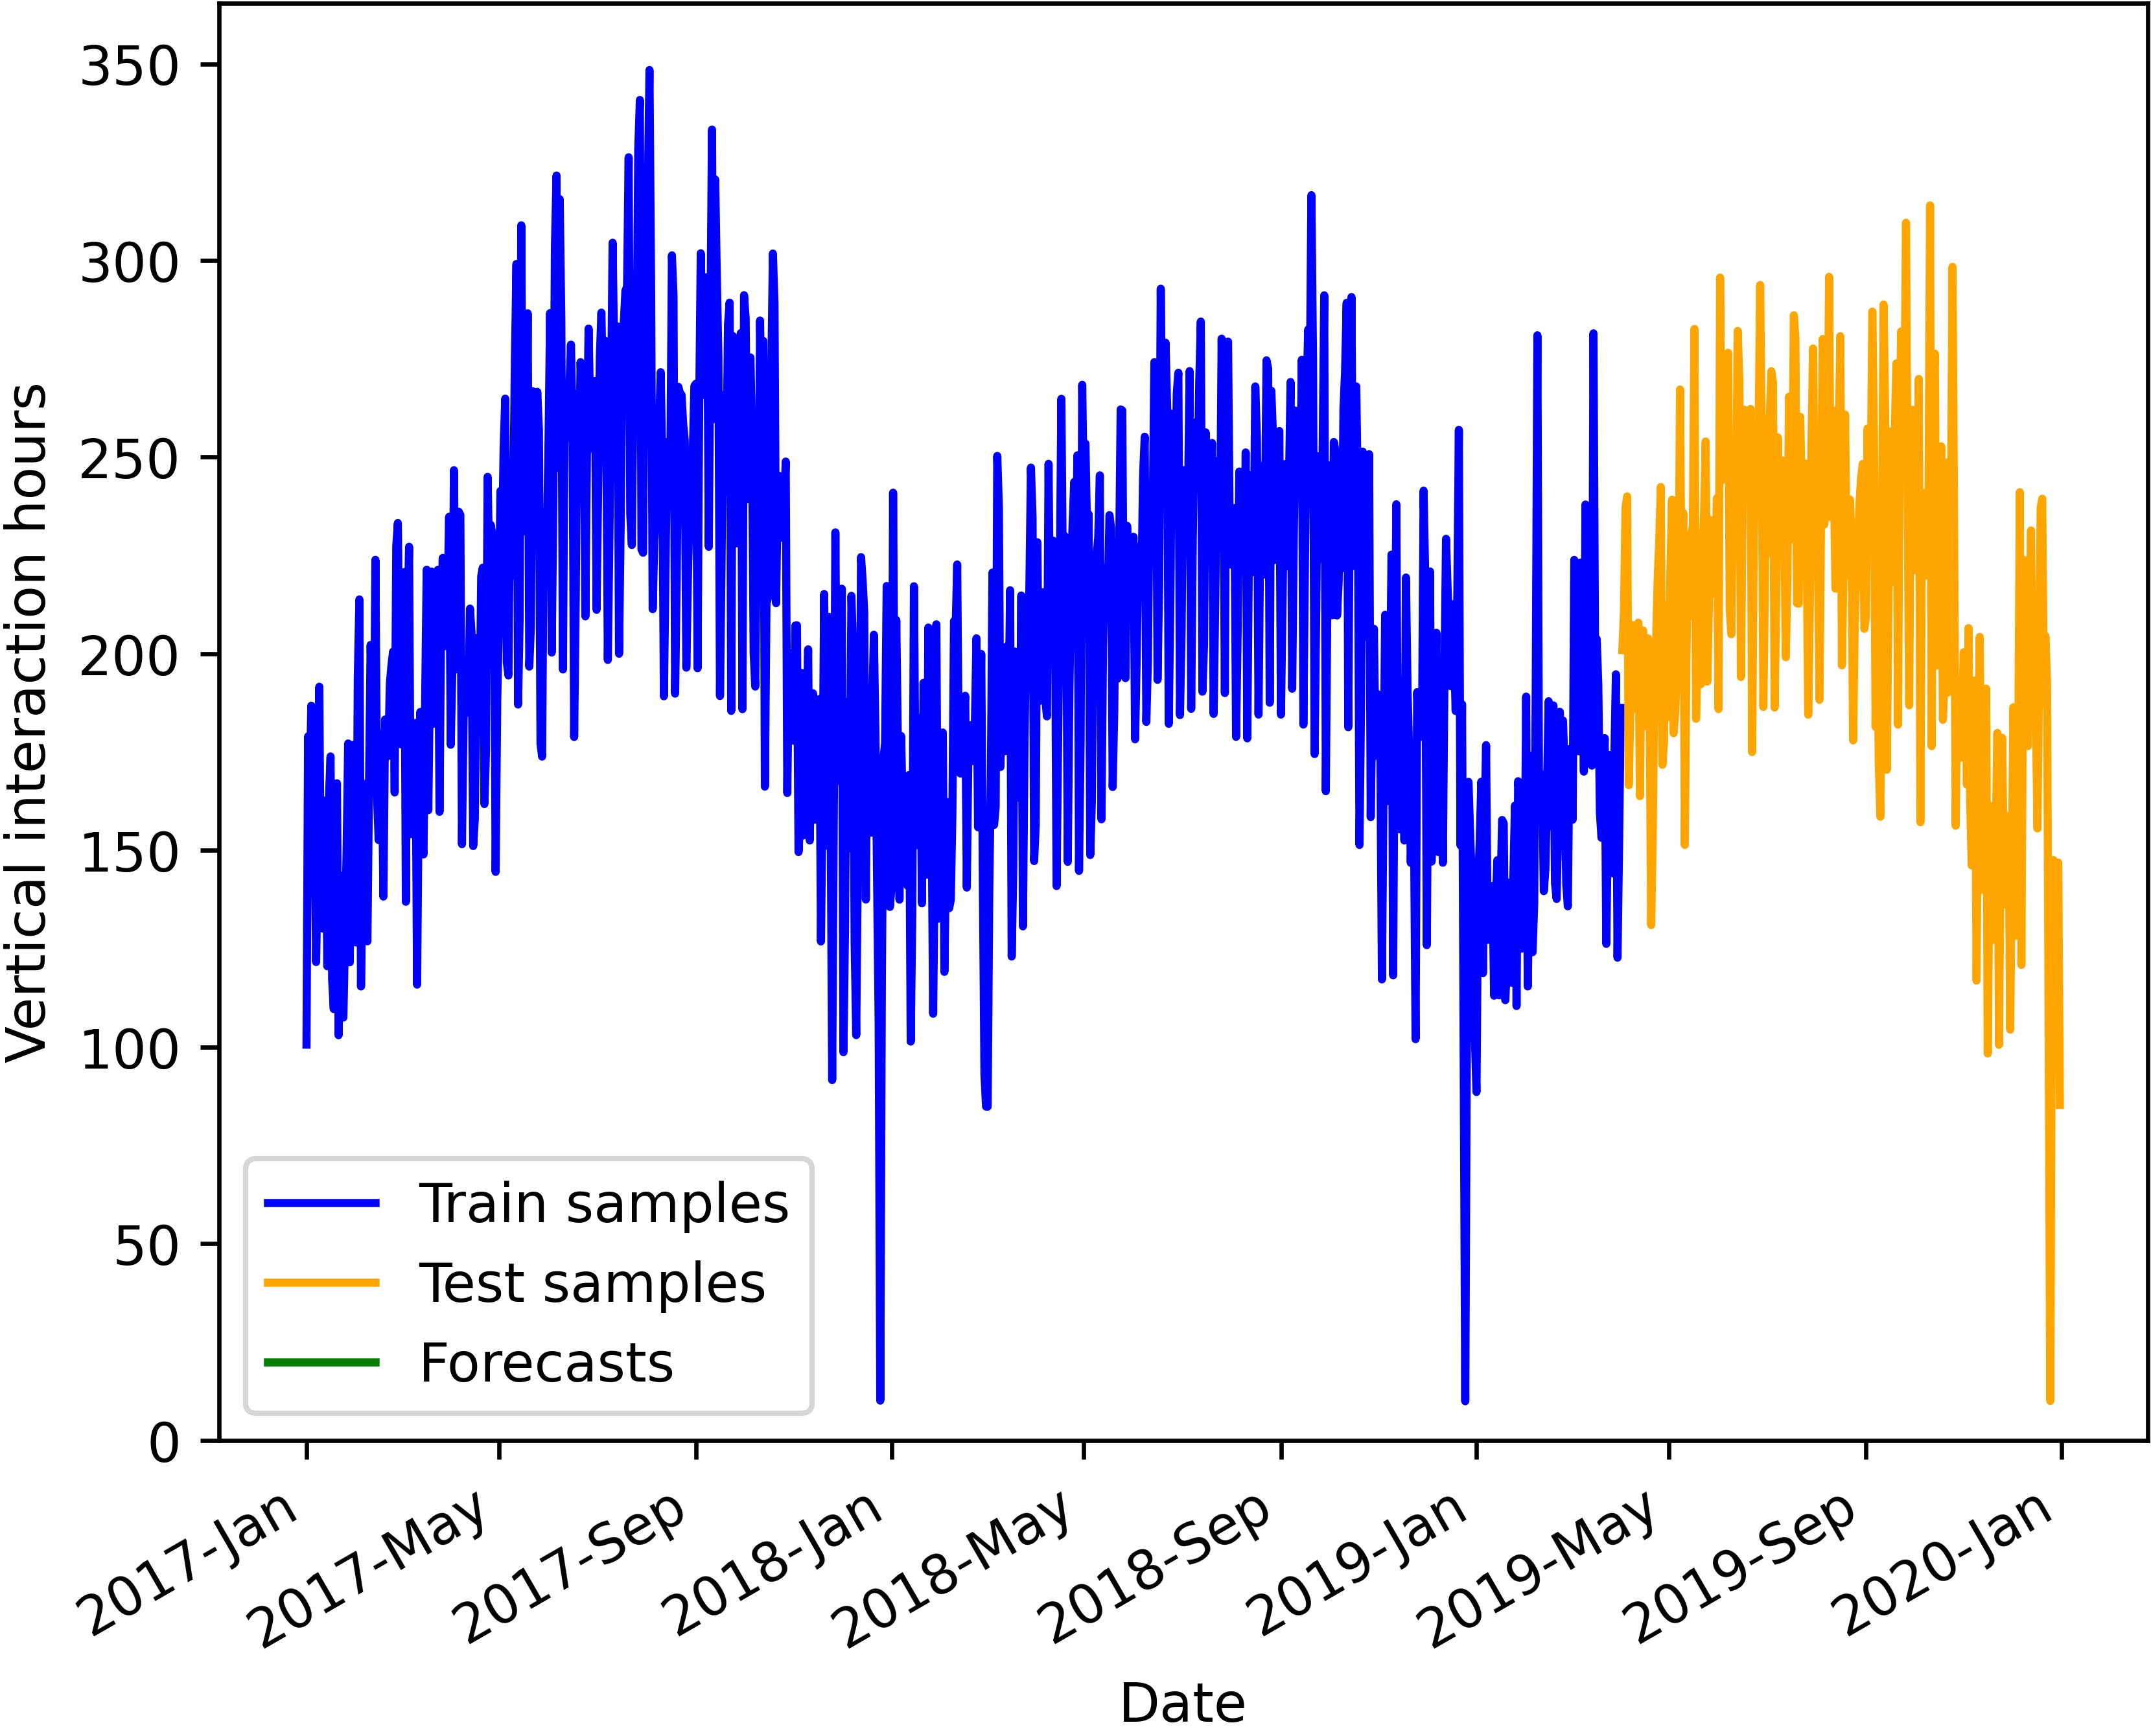 Vertical interaction hours
350
300
250
200
150
100
50
0
Train samples
Test samples
Forecasts
2017-Jan
2017-May
2017-Sep
2018-Jan
2018-May
2018-Sep
2019-Jan
2019-May
2019-Sep
2020-Jan
Date